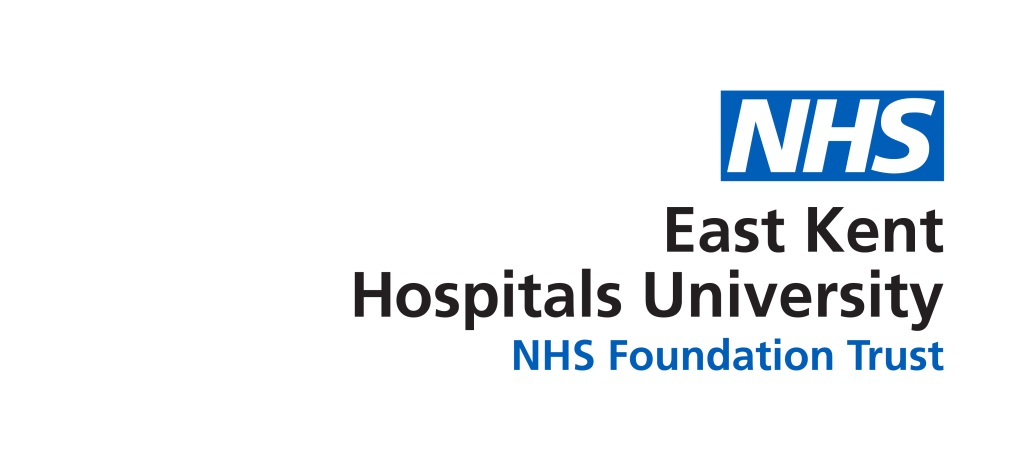 NHS
East Kent
Hospitals University
NHS Foundation Trust